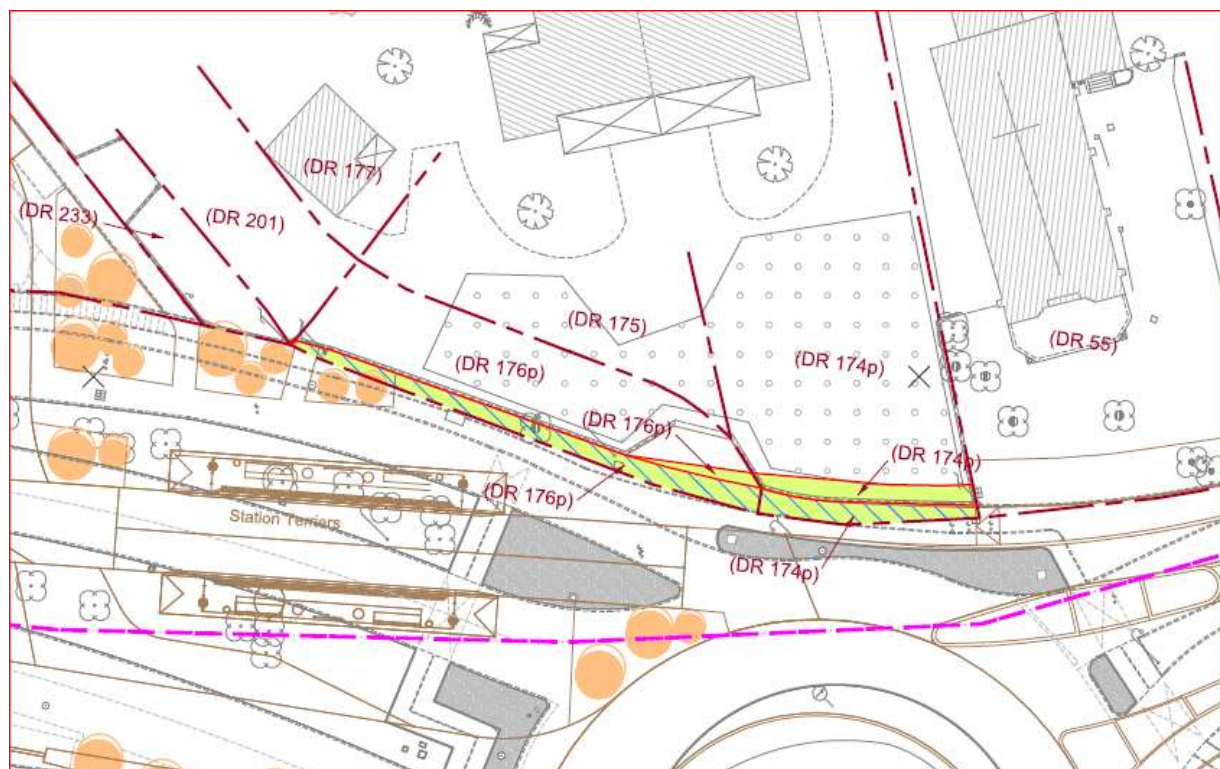 (DR 177)
(DR 233)
(DR 201)
(DR 175)
(DR 55)
(DR 176p)
(DR 174p)
(DR 176p)
(DR 174p)
(DR 176p)
Station Terriers
(DR 174p)